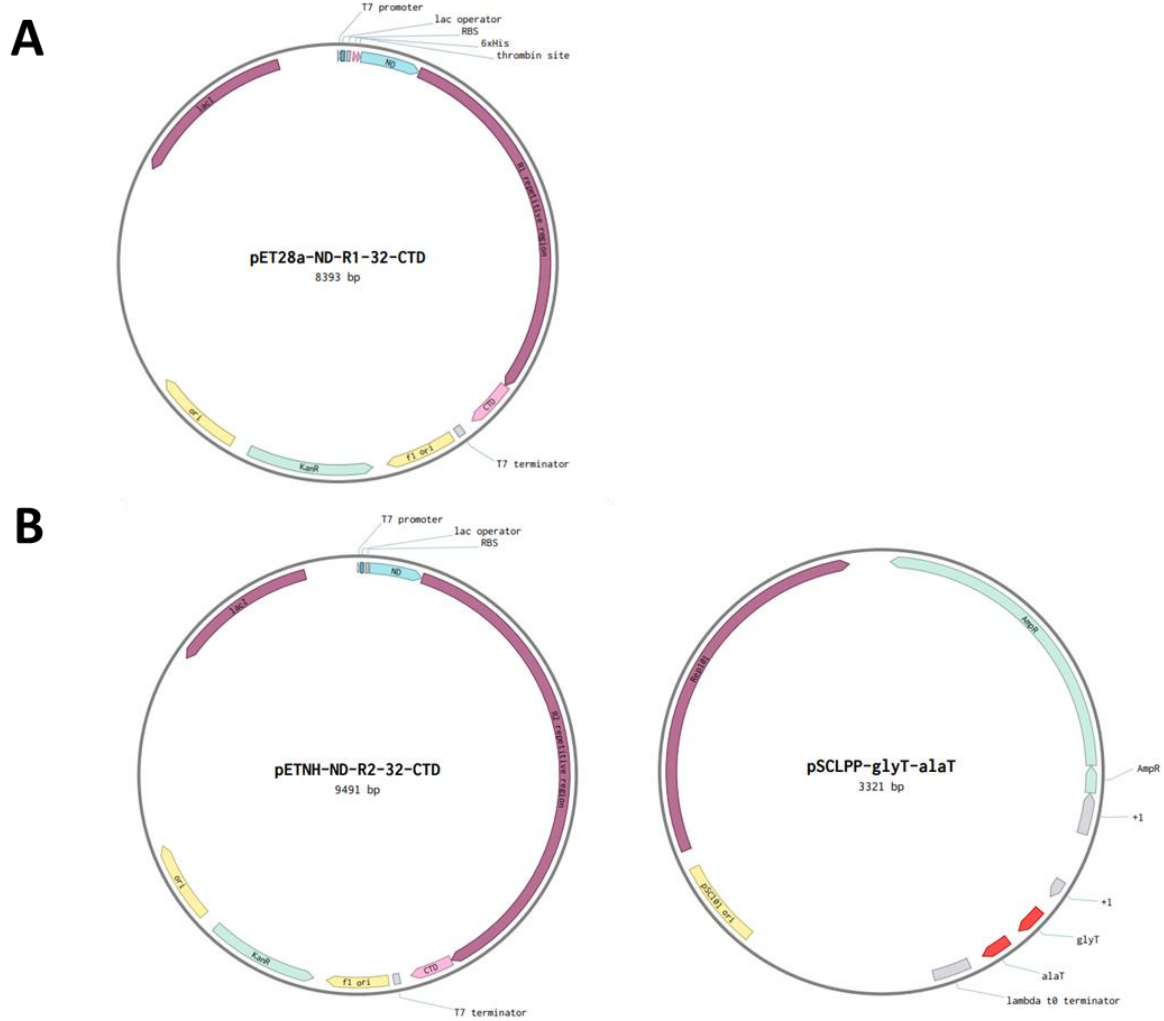 A
T7 promoter
lac operator
RBS
6xHis
thrombin site
ND
lacI
R1 repetitive region
pET28a-ND-R1-32-CTD
8393 bp
ori
CTD
KanR
f1 ori
T7 terminator
B
T7 promoter
lac operator
RBS
ND
lacI
R2 repetitive region
pETNH-ND-R2-32-CTD
9491 bp
ori
KanR
CTD
f1 ori
T7 terminator
AmpR
Rep101
pSCLPP-glyT-alaT
3321 bp
AmpR
+1
pSC101 ori
+1
glyT
alaT
lambda t0 terminator